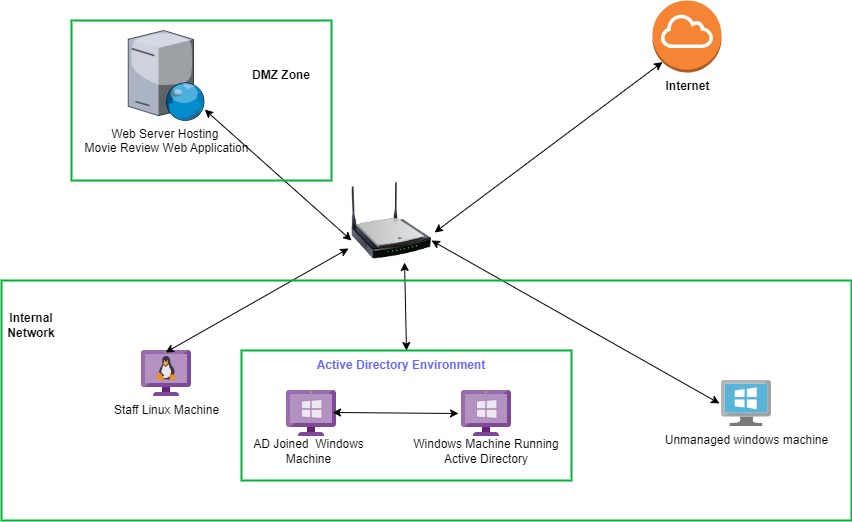 DMZ Zone
Web Server Hosting
Movie Review Web Application
Internet
Internal
Network
Active Directory Environment
Staff Linux Machine
AD Joined  Windows
Machine
Windows Machine Running
Active Directory
Unmanaged windows machine